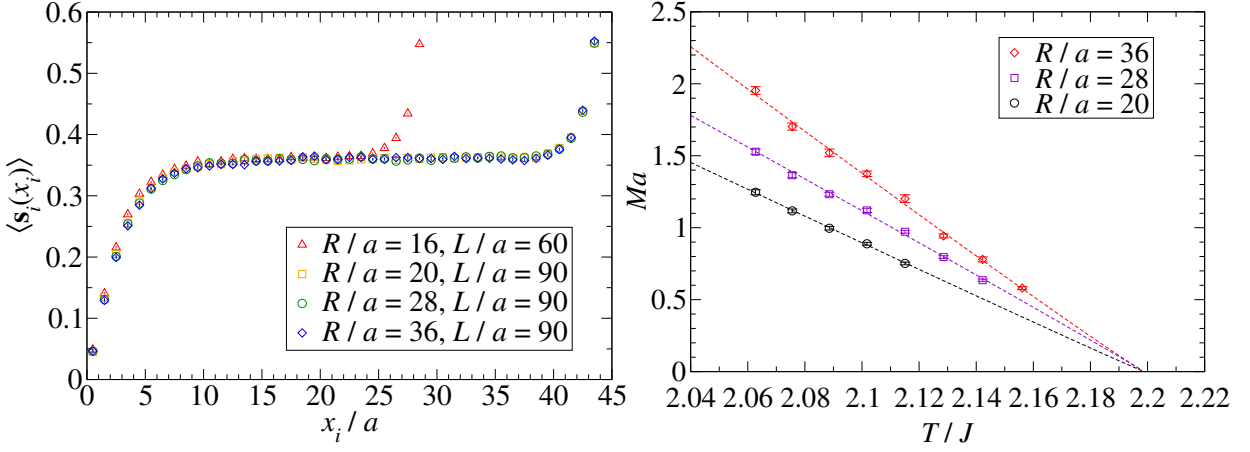 0.6
0.5
0.4
0.3
0.2
0.1
0
⟨s_i(x_i)⟩
R / a = 16, L / a = 60
R / a = 20, L / a = 90
R / a = 28, L / a = 90
R / a = 36, L / a = 90
0 5 10 15 20 25 30 35 40 45
x_i / a
2.5
2
1.5
1
0.5
0
Ma
R / a = 36
R / a = 28
R / a = 20
2.04 2.06 2.08 2.1 2.12 2.14 2.16 2.18 2.2 2.22
T / J